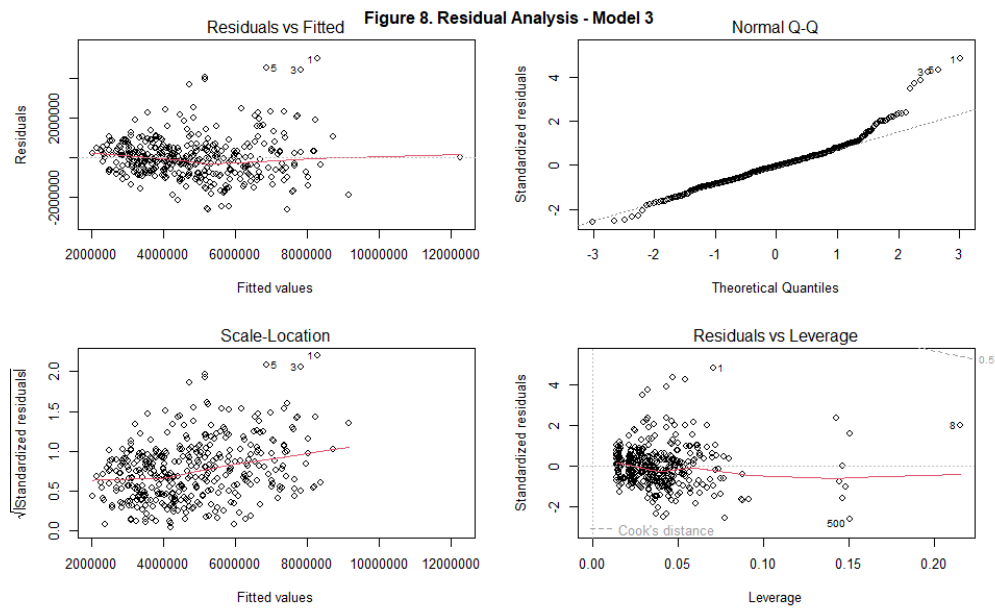 Figure 8. Residual Analysis - Model 3
Residuals vs Fitted
Residuals
-2000000
0
2000000
1
5
3
2000000 4000000 6000000 8000000 10000000 12000000
Fitted values
Normal Q-Q
Standardized residuals
-2
0
2
4
1
3
5
-3 -2 -1 0 1 2 3
Theoretical Quantiles
Scale-Location
√|Standardized residuals|
0.0
0.5
1.0
1.5
2.0
1
5
3
2000000 4000000 6000000 8000000 10000000 12000000
Fitted values
Residuals vs Leverage
Standardized residuals
-2
0
2
4
1
8
500
0.5
Cook's distance
0.00 0.05 0.10 0.15 0.20
Leverage